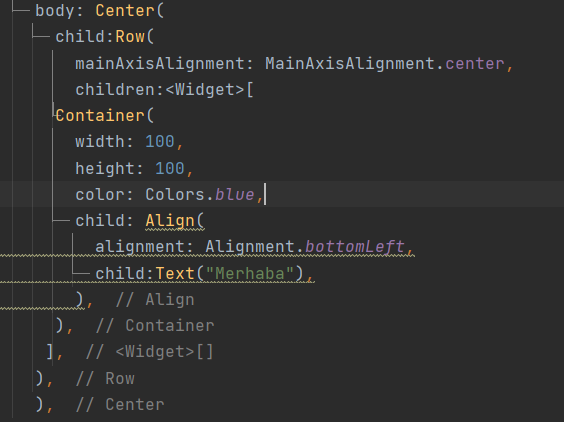 body: Center(
child:Row(
mainAxisAlignment: MainAxisAlignment.center,
children:<Widget>[
Container(
width: 100,
height: 100,
color: Colors.blue,
child: Align(
alignment: Alignment.bottomLeft,
child:Text("Merhaba"),
), // Align
), // Container
], // <Widget>[]
), // Row
), // Center